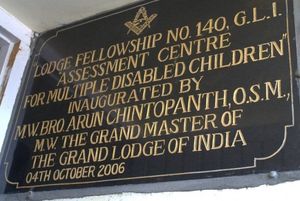 "LODGE FELLOWSHIP NO. 140, G.L.I.
ASSESSMENT CENTRE
FOR MULTIPLE DISABLED CHILDREN"
INAUGURATED BY
M.W.BRO. ARUN CHINTOPANTH, O.S.M.,
M.W. THE GRAND MASTER OF
THE GRAND LODGE OF INDIA
04TH OCTOBER 2006